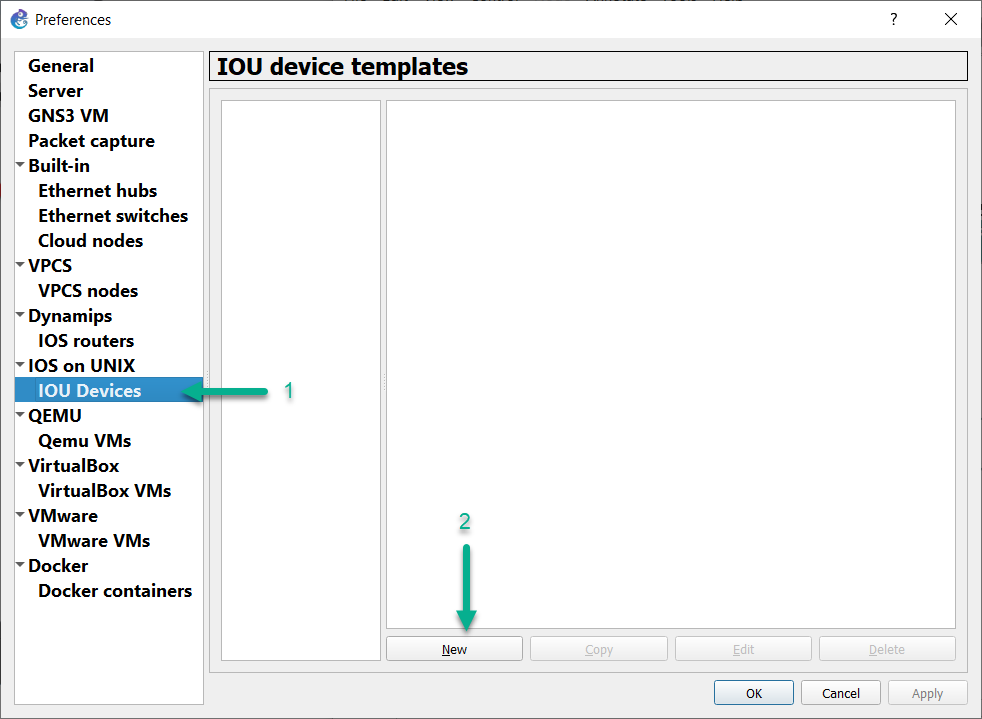 Preferences
?
General
Server
GNS3 VM
Packet capture
Built-in
Ethernet hubs
Ethernet switches
Cloud nodes
VPCS
VPCS nodes
Dynamips
IOS routers
IOS on UNIX
IOU Devices
QEMU
Qemu VMs
VirtualBox
VirtualBox VMs
VMware
VMware VMs
Docker
Docker containers
IOU device templates
1
2
New
Copy
Edit
Delete
OK
Cancel
Apply